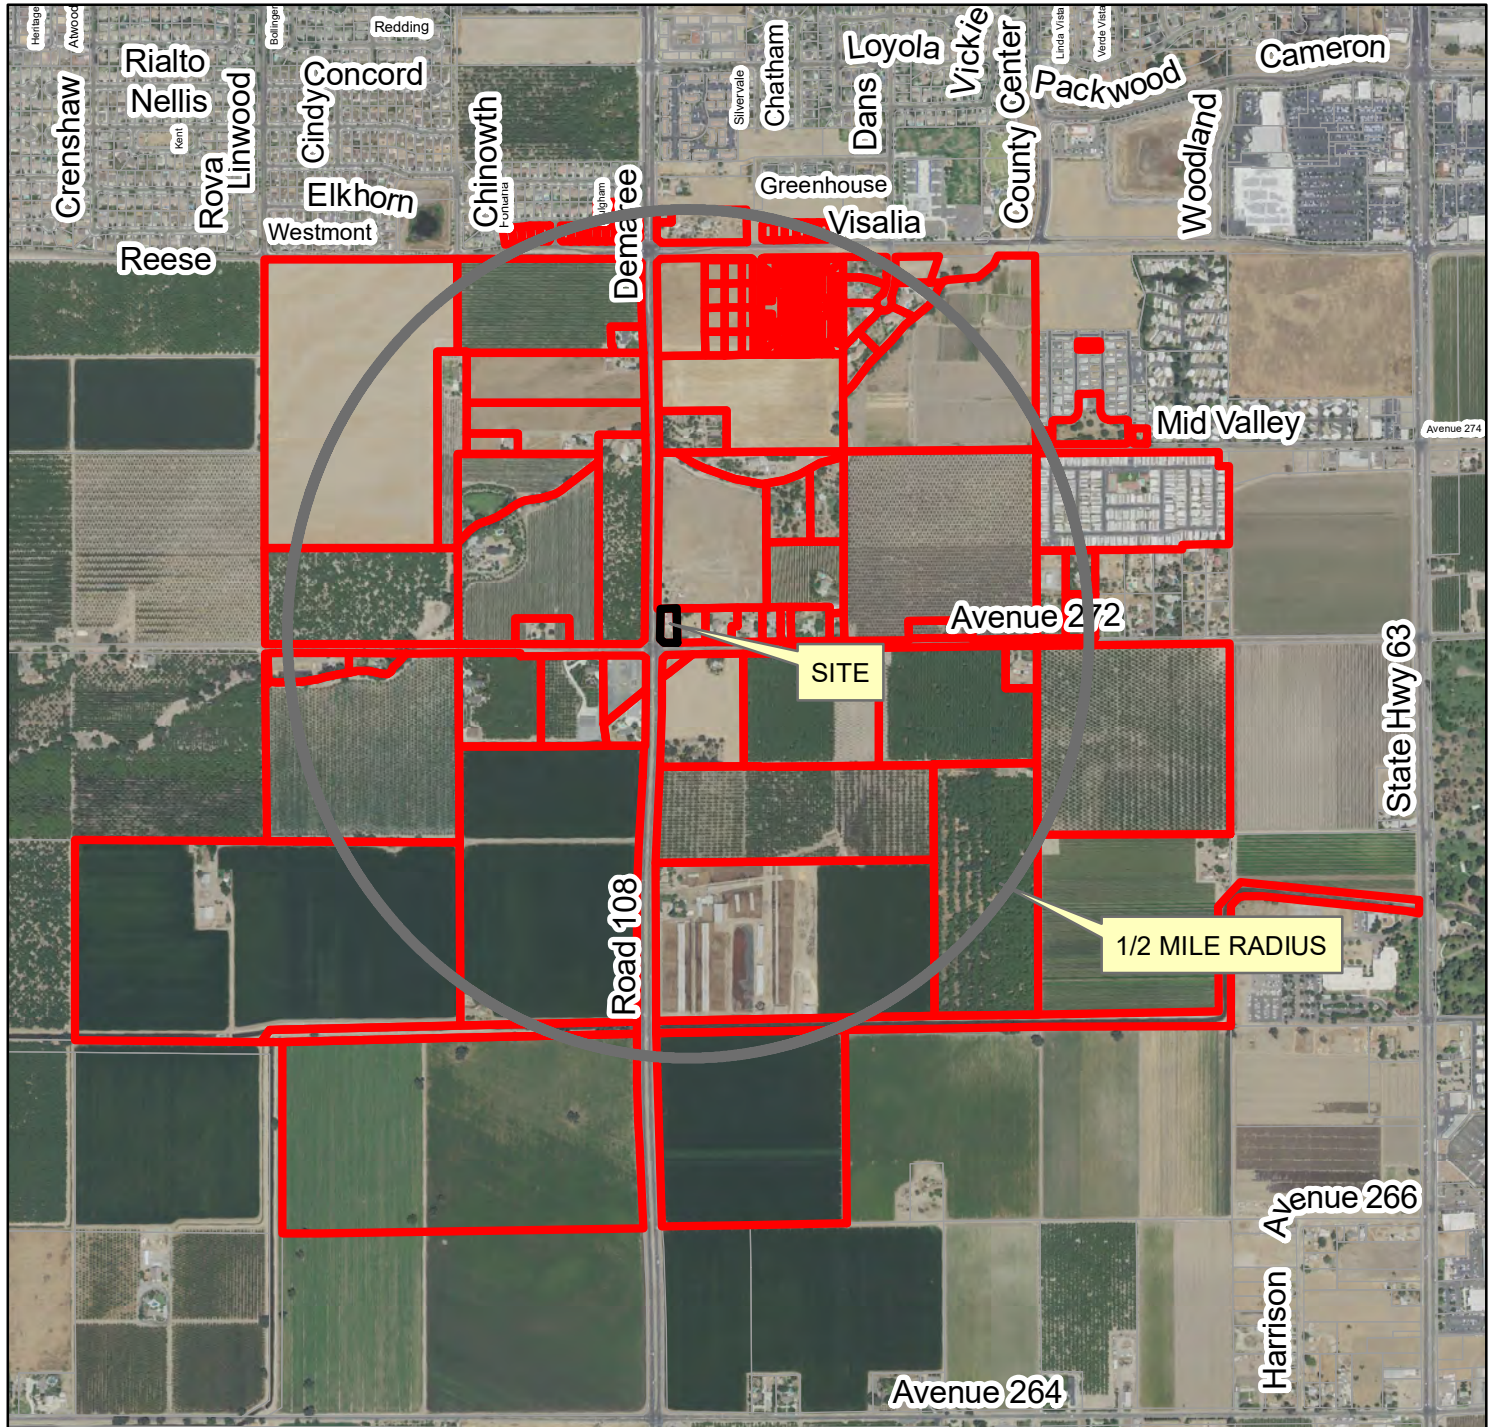 Heritage
Atwood
Bollinger
Redding
Rialto
Concord
Nellis
Crenshaw
Kent
Rova
Linwood
Cindy
Elkhorn
Westmont
Reese
Chinowth
Demaree
Silvervale
Chatham
Loyola
Dans
Vickie
County Center
Linda Vista
Verde Vista
Packwood
Cameron
Woodland
Greenhouse
Visalia
Mid Valley
Avenue 274
Avenue 272
SITE
State Hwy 63
Road 108
1/2 MILE RADIUS
Avenue 266
Harrison
Avenue 264